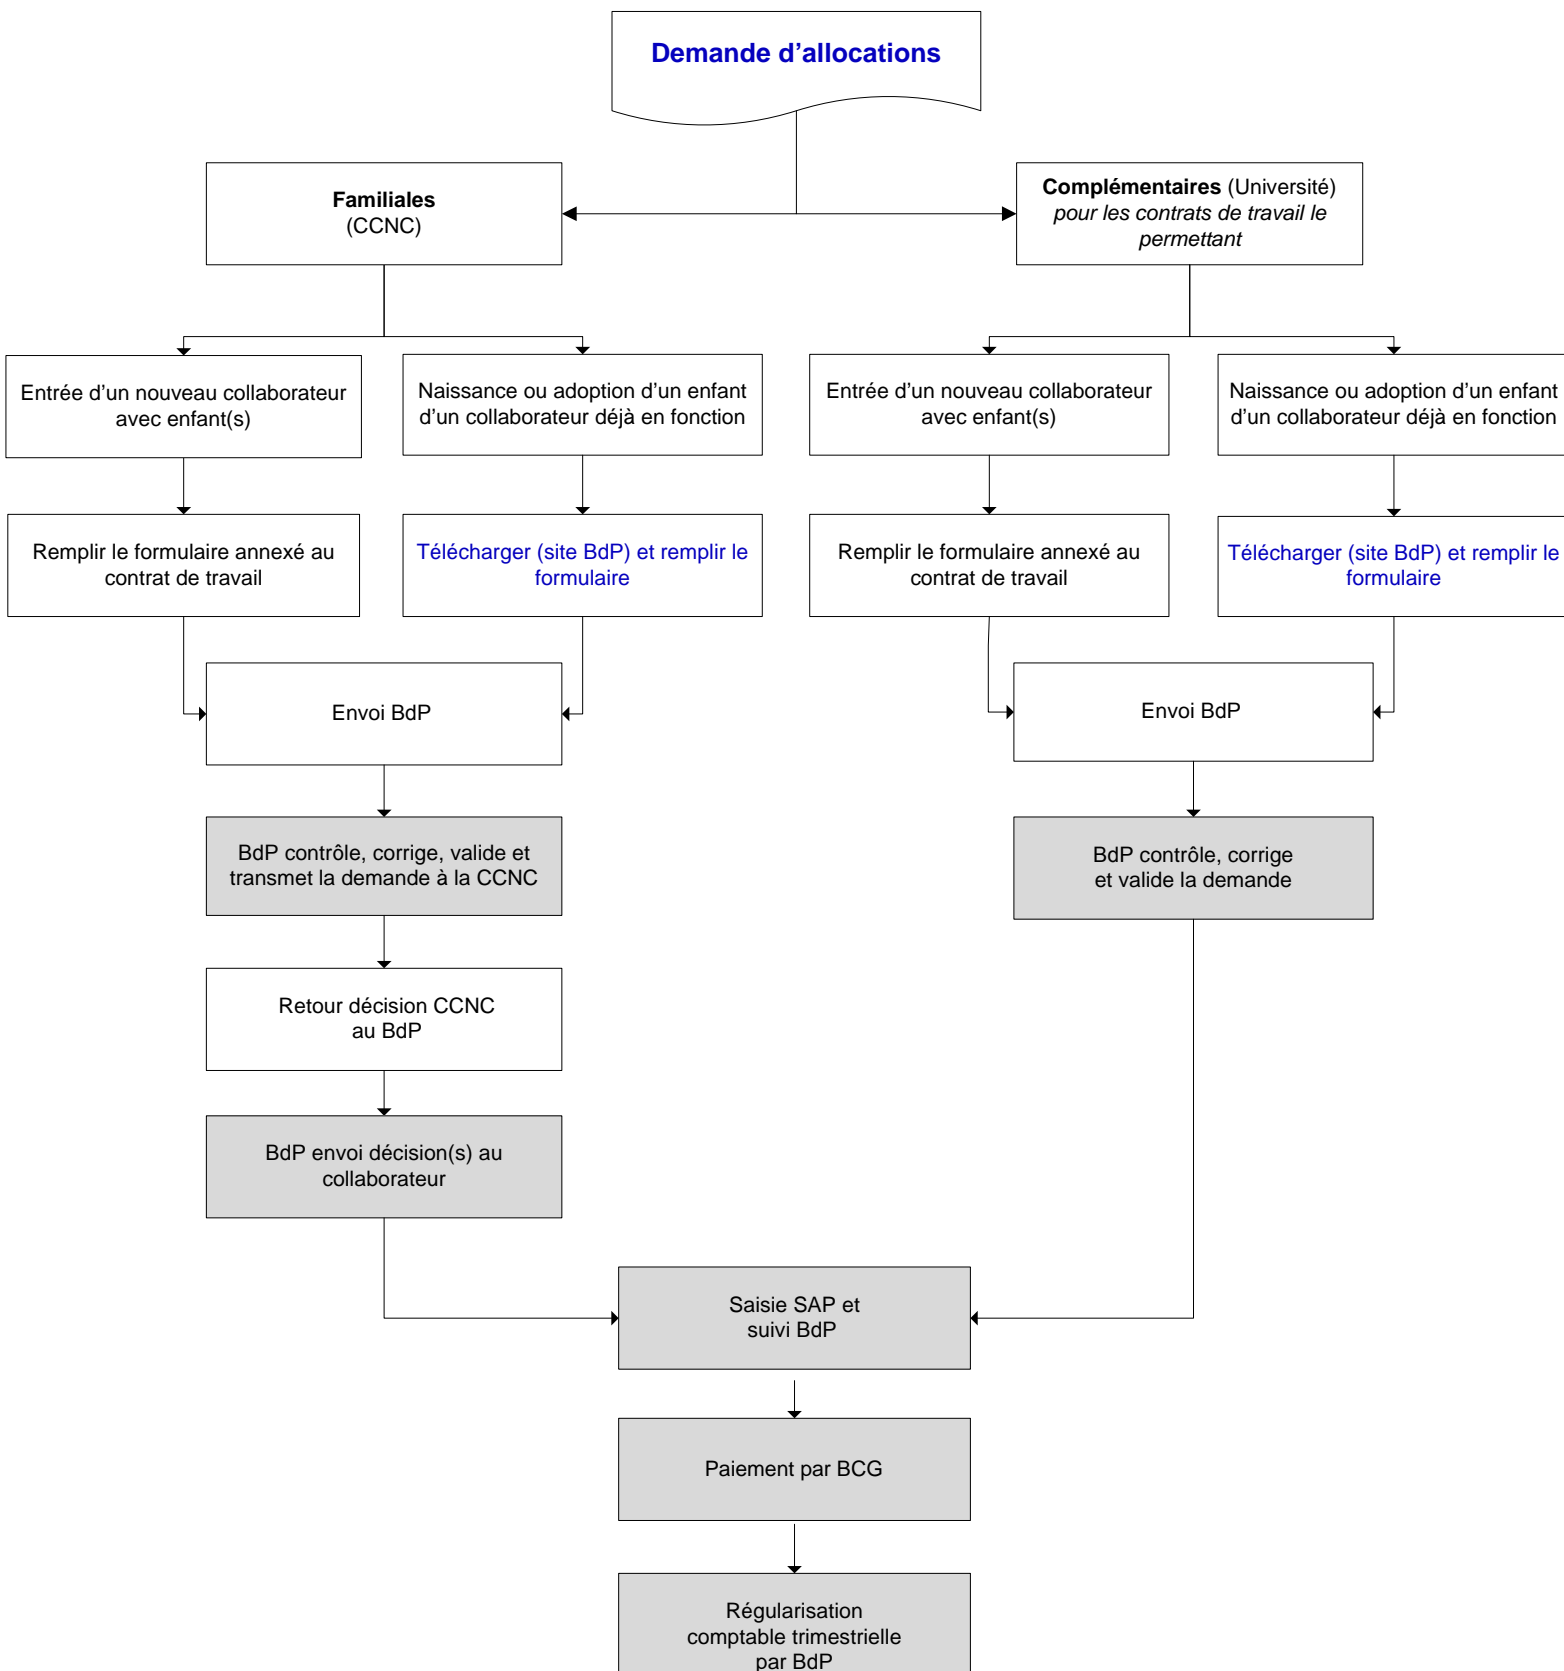 Demande d'allocations
Familiales
(CCNC)
Complémentaires (Université)
pour les contrats de travail le
permettant
Entrée d'un nouveau collaborateur
avec enfant(s)
Naissance ou adoption d'un enfant
d'un collaborateur déjà en fonction
Entrée d'un nouveau collaborateur
avec enfant(s)
Naissance ou adoption d'un enfant
d'un collaborateur déjà en fonction
Remplir le formulaire annexé au
contrat de travail
Télécharger (site BdP) et remplir le
formulaire
Remplir le formulaire annexé au
contrat de travail
Télécharger (site BdP) et remplir le
formulaire
Envoi BdP
Envoi BdP
BdP contrôle, corrige, valide et
transmet la demande à la CCNC
BdP contrôle, corrige
et valide la demande
Retour décision CCNC
au BdP
BdP envoi décision(s) au
collaborateur
Saisie SAP et
suivi BdP
Paiement par BCG
Régularisation
comptable trimestrielle
par BdP